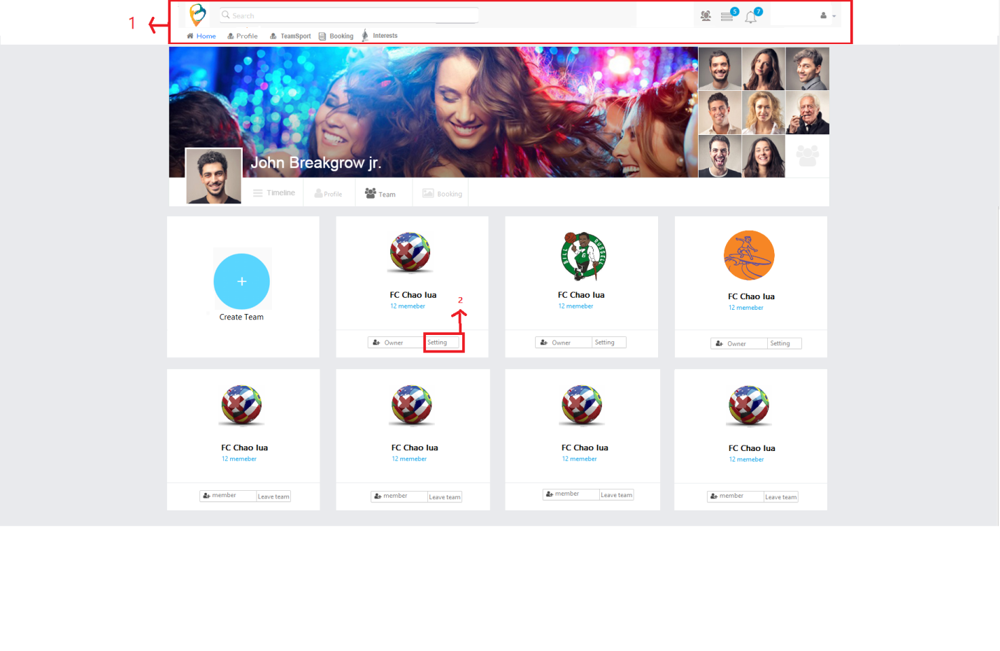 1
Search
5
7
Home Profile TeamSport Booking Interests
John Breakgrow jr.
Timeline Profile Team Booking
+
Create Team
FC Chao lua
12 memeber
2
Owner Setting
BILL RUSSELL
6
FC Chao lua
12 memeber
Owner Setting
FC Chao lua
12 memeber
Owner Setting
FC Chao lua
12 memeber
member Leave team
FC Chao lua
12 memeber
member Leave team
FC Chao lua
12 memeber
member Leave team
FC Chao lua
12 memeber
member Leave team